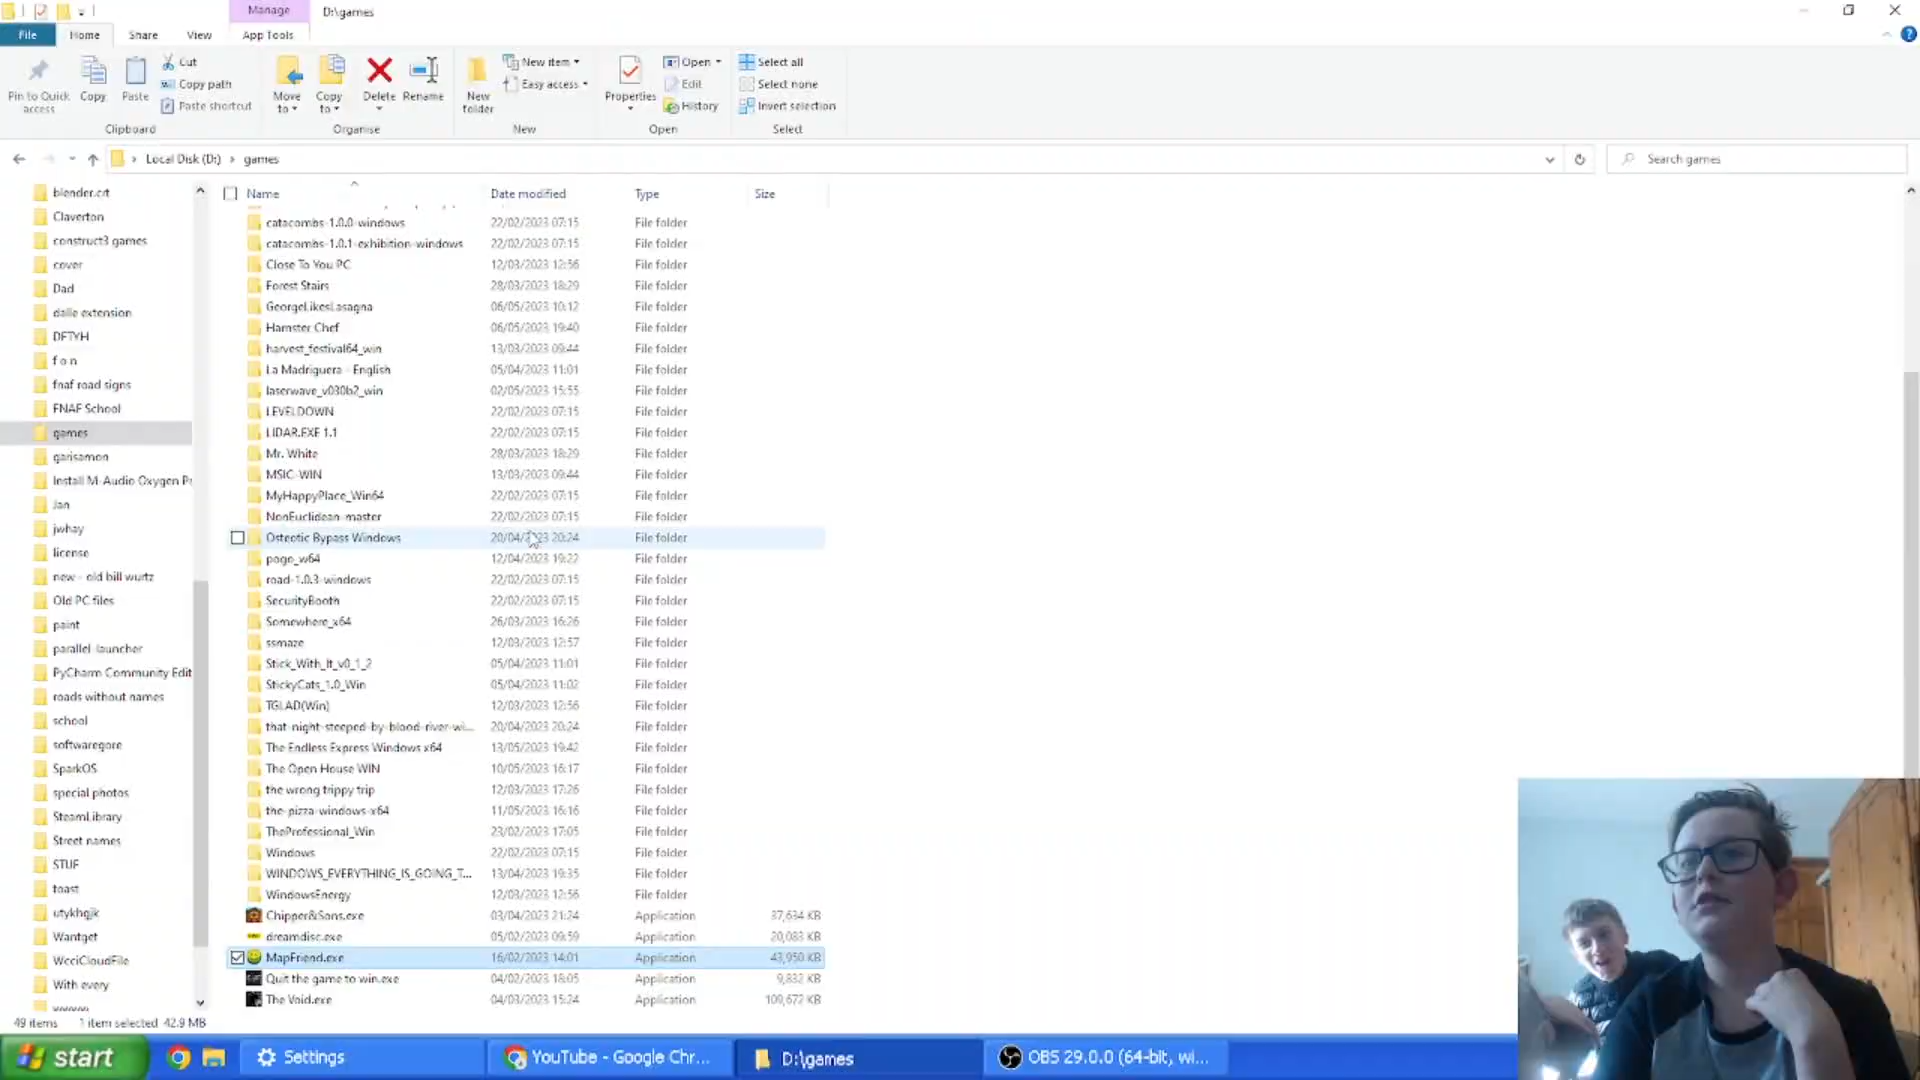 Manage D:\games
File Home Share View App Tools
Pin to Quick access Copy Paste Cut Copy path Paste shortcut Move to Copy to Delete Rename New folder New item Easy access Properties Open Edit History Select all Select none Invert selection
Clipboard Organise New Open Select
Local Disk (D:) games Search games
Name Date modified Type Size
blender.crt
Claverton
construct3 games
cover
Dad
dalle extension
DFTYH
f o n
fnaf road signs
FNAF School
games
garisamon
Install M-Audio Oxygen Pr
Jan
jwhay
license
new - old bill wurtz
Old PC files
paint
parallel-launcher
PyCharm Community Edit
roads without names
school
softwaregore
SparkOS
special photos
SteamLibrary
Street names
STUF
toast
utykhgjk
Wantget
WcciCloudFile
With every
catacombs-1.0.0-windows 22/02/2023 07:15 File folder
catacombs-1.0.1-exhibition-windows 22/02/2023 07:15 File folder
Close To You PC 12/03/2023 12:56 File folder
Forest Stairs 28/03/2023 18:29 File folder
GeorgeLikesLasagna 06/05/2023 10:12 File folder
Hamster Chef 06/05/2023 19:40 File folder
harvest_festival64_win 13/03/2023 09:44 File folder
La Madriguera - English 05/04/2023 11:01 File folder
laserwave_v030b2_win 02/05/2023 15:55 File folder
LEVELDOWN 22/02/2023 07:15 File folder
LIDAR.EXE 1.1 22/02/2023 07:15 File folder
Mr. White 28/03/2023 18:29 File folder
MSIC-WIN 13/03/2023 09:44 File folder
MyHappyPlace_Win64 22/02/2023 07:15 File folder
NonEuclidean-master 22/02/2023 07:15 File folder
Osteotic Bypass Windows 20/04/2023 20:24 File folder
pogo_w64 12/04/2023 19:22 File folder
road-1.0.3-windows 22/02/2023 07:15 File folder
SecurityBooth 22/02/2023 07:15 File folder
Somewhere_x64 26/03/2023 16:26 File folder
ssmaze 12/03/2023 12:57 File folder
Stick_With_It_v0_1_2 05/04/2023 11:01 File folder
StickyCats_1.0_Win 05/04/2023 11:02 File folder
TGLAD(Win) 12/03/2023 12:56 File folder
that-night-steeped-by-blood-river-wi... 20/04/2023 20:24 File folder
The Endless Express Windows x64 13/05/2023 19:42 File folder
The Open House WIN 10/05/2023 16:17 File folder
the wrong trippy trip 12/03/2023 17:26 File folder
the-pizza-windows-x64 11/05/2023 16:16 File folder
TheProfessional_Win 23/02/2023 17:05 File folder
Windows 22/02/2023 07:15 File folder
WINDOWS_EVERYTHING_IS_GOING_T... 13/04/2023 19:35 File folder
WindowsEnergy 12/03/2023 12:56 File folder
Chipper&Sons.exe 03/04/2023 21:24 Application 37,634 KB
dreamdisc.exe 05/02/2023 09:59 Application 20,083 KB
MapFriend.exe 16/02/2023 14:01 Application 43,950 KB
Quit the game to win.exe 04/02/2023 18:05 Application 9,832 KB
The Void.exe 04/03/2023 15:24 Application 109,672 KB
49 items 1 item selected 42.9 MB
start Settings YouTube - Google Chr... D:\games OBS 29.0.0 (64-bit, wi...